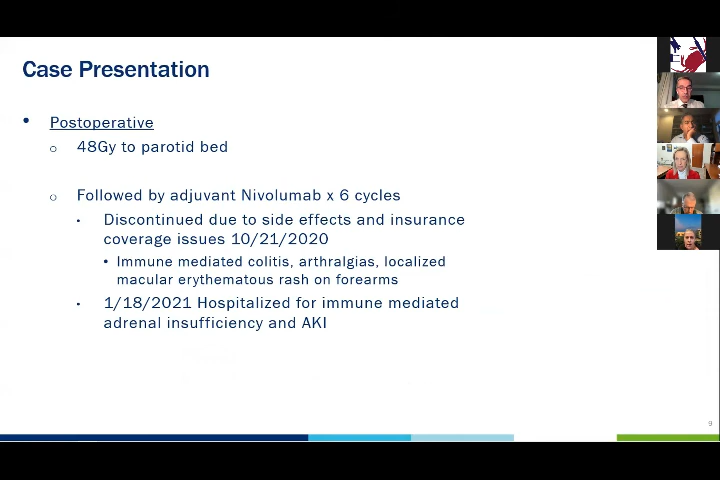 Case Presentation
• Postoperative
o 48Gy to parotid bed
o Followed by adjuvant Nivolumab x 6 cycles
• Discontinued due to side effects and insurance
coverage issues 10/21/2020
• Immune mediated colitis, arthralgias, localized
macular erythematous rash on forearms
• 1/18/2021 Hospitalized for immune mediated
adrenal insufficiency and AKI
9